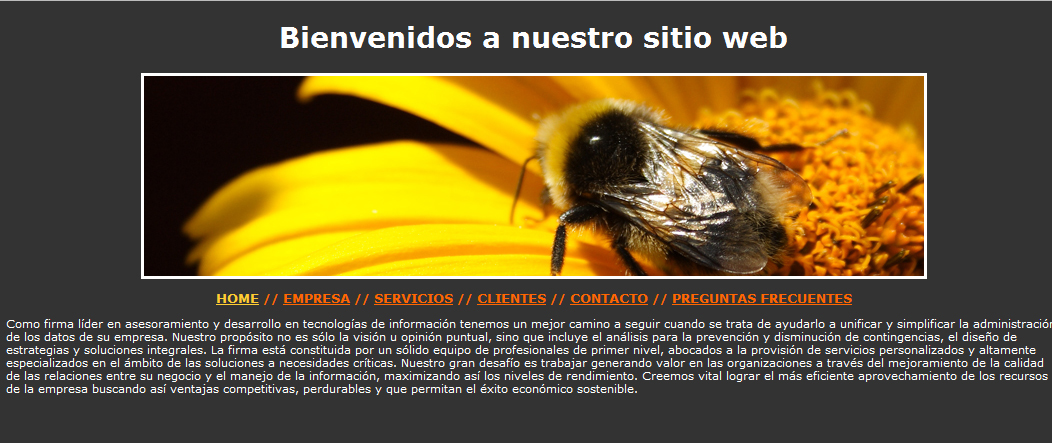 Bienvenidos a nuestro sitio web
HOME // EMPRESA // SERVICIOS // CLIENTES // CONTACTO // PREGUNTAS FRECUENTES
Como firma líder en asesoramiento y desarrollo en tecnologías de información tenemos un mejor camino a seguir cuando se trata de ayudarlo a unificar y simplificar la administración
de los datos de su empresa. Nuestro propósito no es sólo la visión u opinión puntual, sino que incluye el análisis para la prevención y disminución de contingencias, el diseño de
estrategias y soluciones integrales. La firma está constituida por un sólido equipo de profesionales de primer nivel, abocados a la provisión de servicios personalizados y altamente
especializados en el ámbito de las soluciones a necesidades críticas. Nuestro gran desafío es trabajar generando valor en las organizaciones a través del mejoramiento de la calidad
de las relaciones entre su negocio y el manejo de la información, maximizando así los niveles de rendimiento. Creemos vital lograr el más eficiente aprovechamiento de los recursos
de la empresa buscando así ventajas competitivas, perdurables y que permitan el éxito económico sostenible.